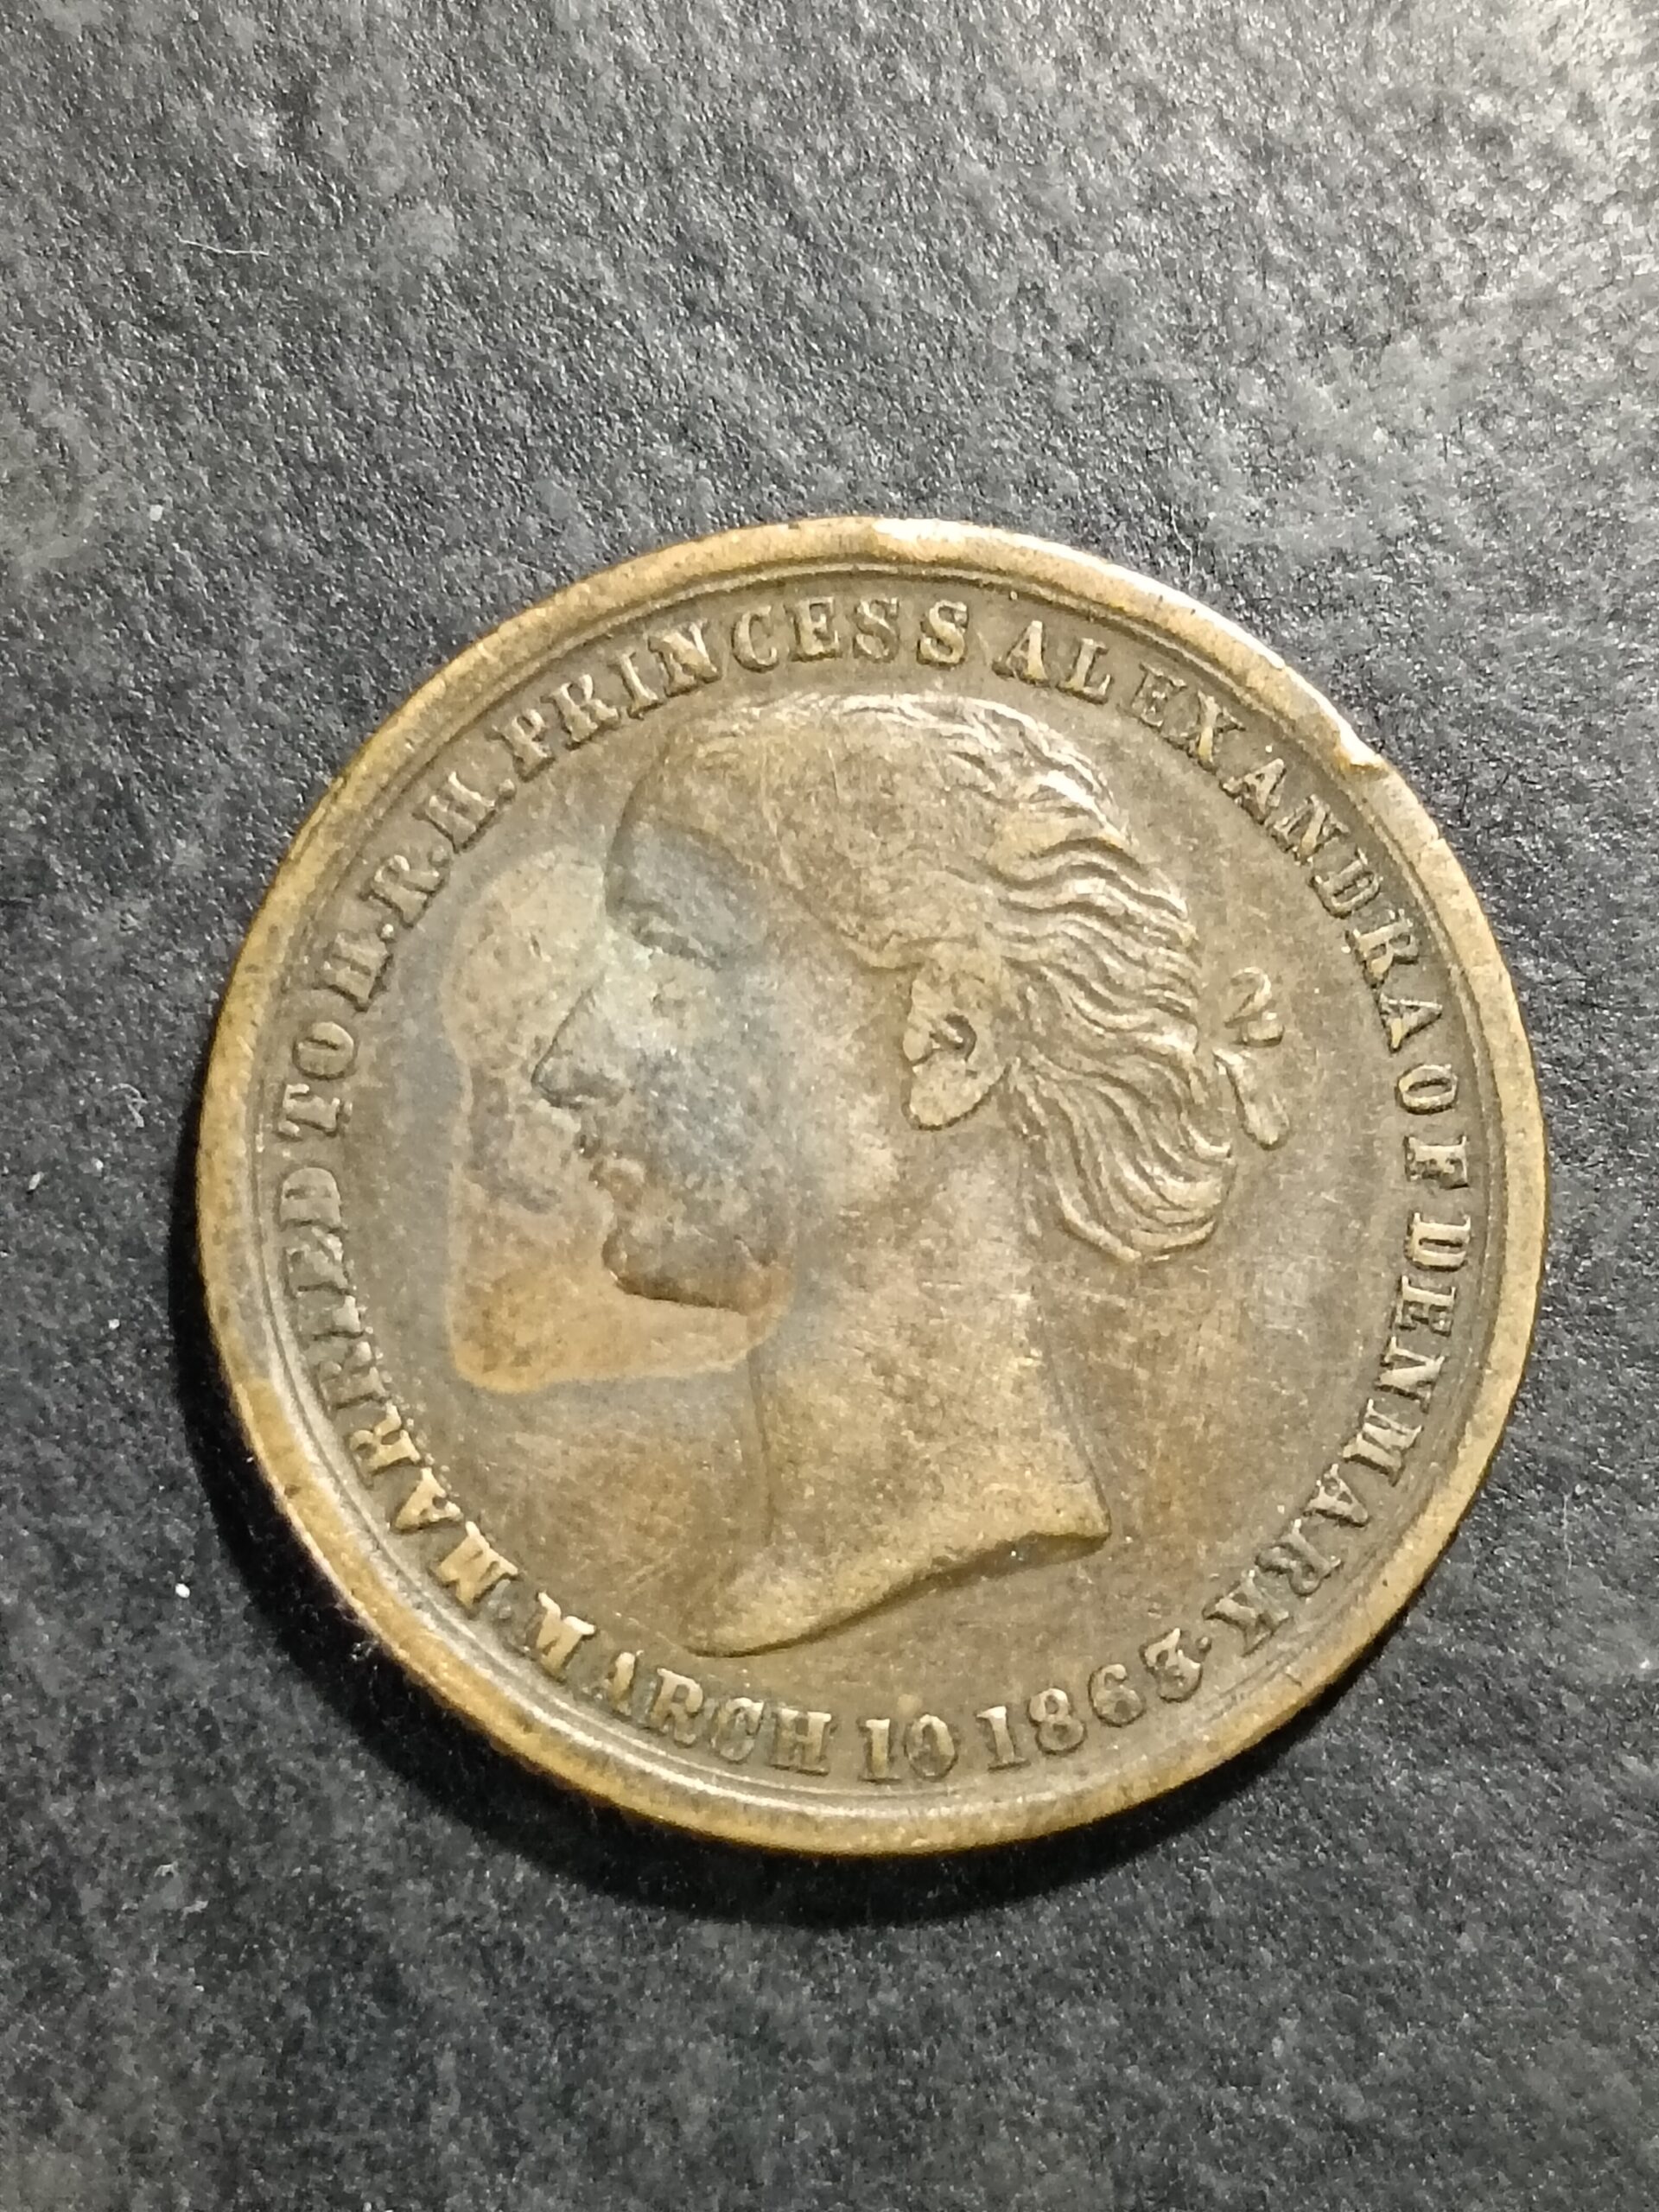 MARRIED TO H.R.H. PRINCESS ALEXANDRA OF DENMARK.
MARCH 10 1863